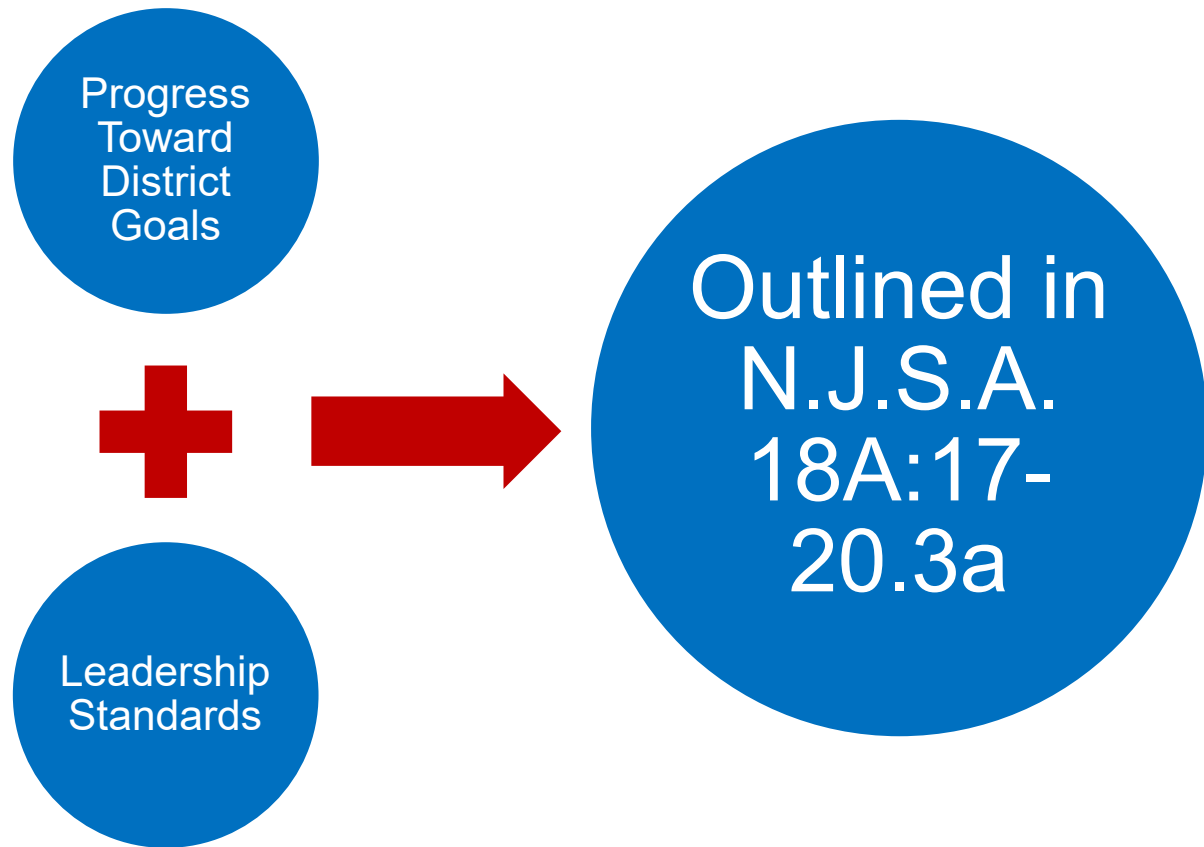 Progress
Toward
District
Goals
Leadership
Standards
Outlined in
N.J.S.A.
18A:17-
20.3a